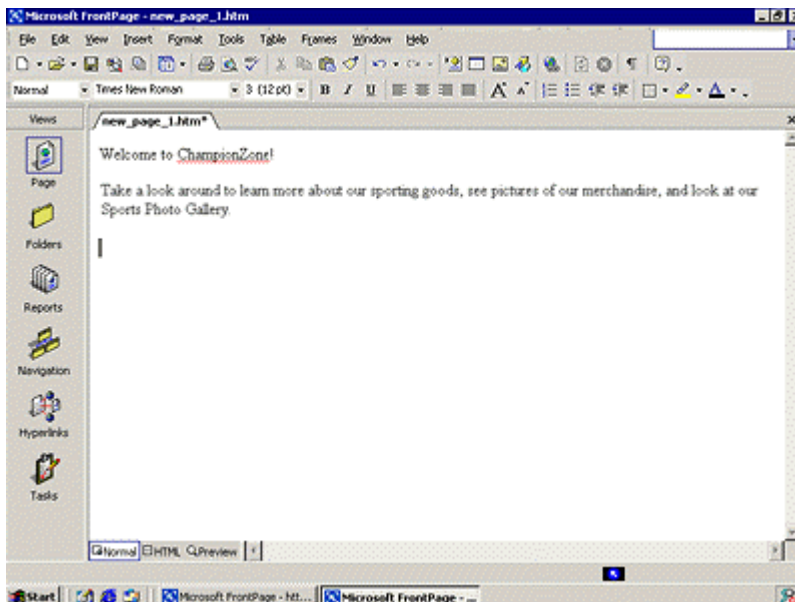 Microsoft FrontPage - new_page_1.htm
File Edit View Insert Format Tools Table Frames Window Help
Normal Times New Roman 3 (12 pt) B I U A A A
Views new_page_1.htm*
Welcome to ChampionZone!
Page
Take a look around to learn more about our sporting goods, see pictures of our merchandise, and look at our
Sports Photo Gallery.
Folders
Reports
Navigation
Hyperlinks
Tasks
Normal HTML Preview
Start Microsoft FrontPage - htt... Microsoft FrontPage - ...